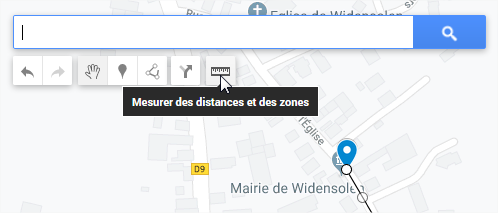 Eglise de Widensolen
Mesurer des distances et des zones
l'Église
D9
Mairie de Widensolen